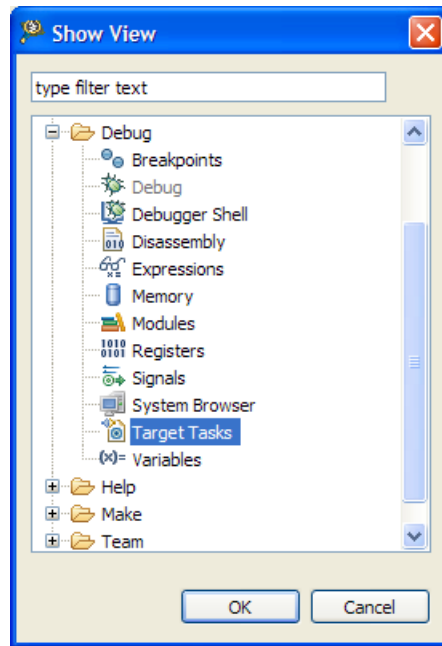 Show View
type filter text
Debug
Breakpoints
Debug
Debugger Shell
Disassembly
Expressions
Memory
Modules
Registers
Signals
System Browser
Target Tasks
(x)= Variables
Help
Make
Team
OK Cancel